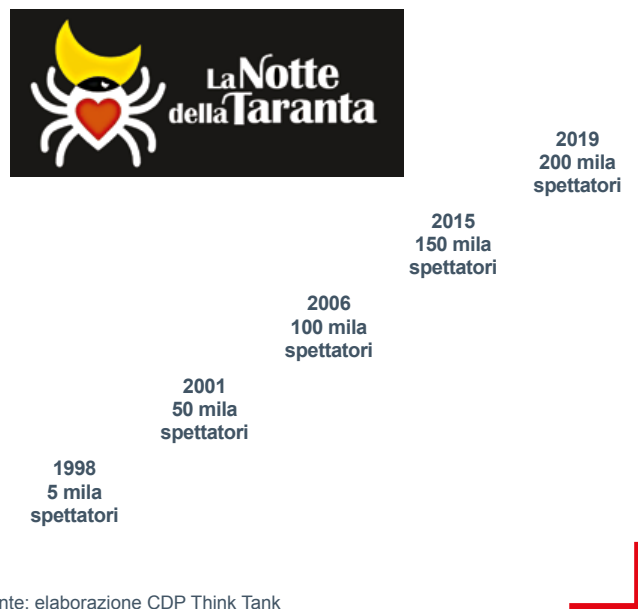 La Notte
della Taranta
2019
200 mila
spettatori
2015
150 mila
spettatori
2006
100 mila
spettatori
2001
50 mila
spettatori
1998
5 mila
spettatori
nte: elaborazione CDP Think Tank